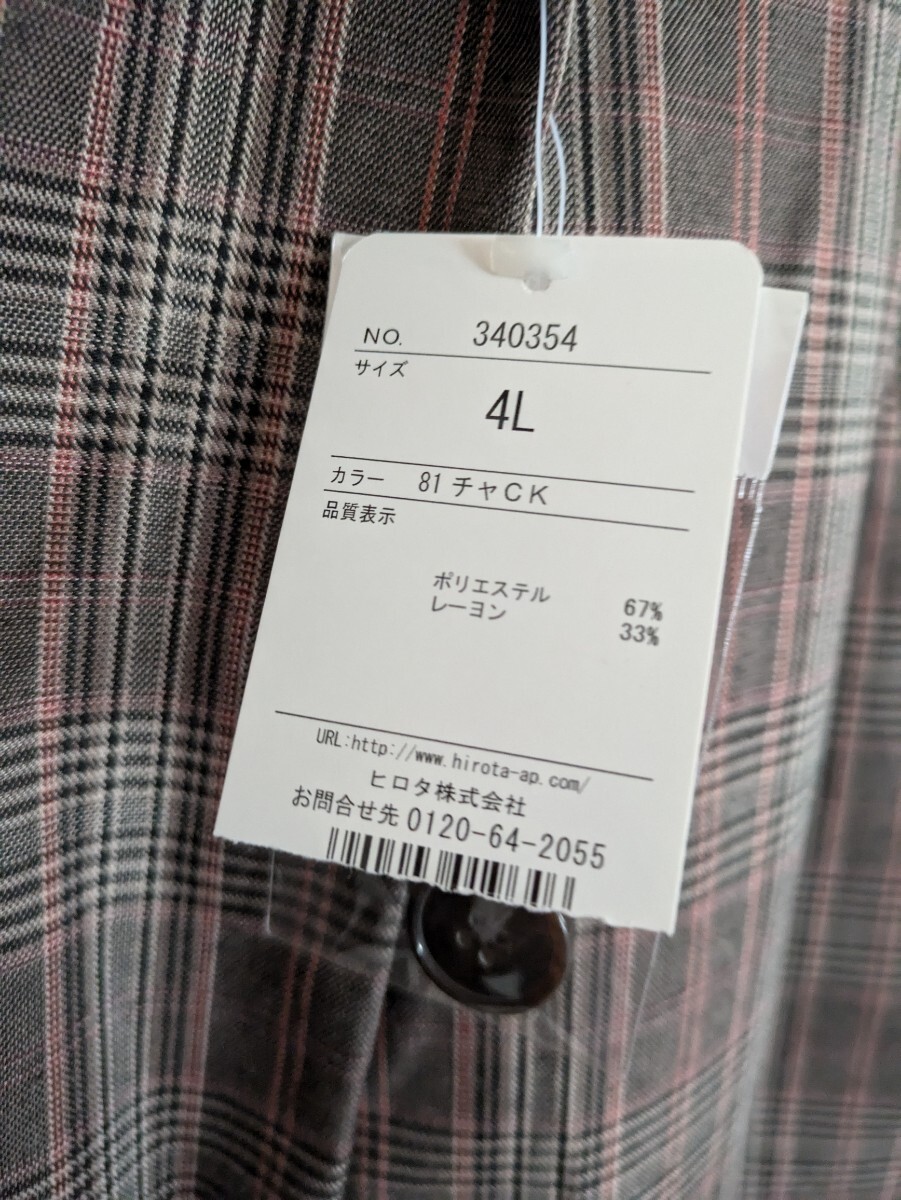 NO. 340354
サイズ
4L
カラー 81 チャCK
品質表示
ポリエステル 67%
レーヨン 33%
URL:http://www.hirota-ap.com/
ヒロタ株式会社
お問合せ先 0120-64-2055